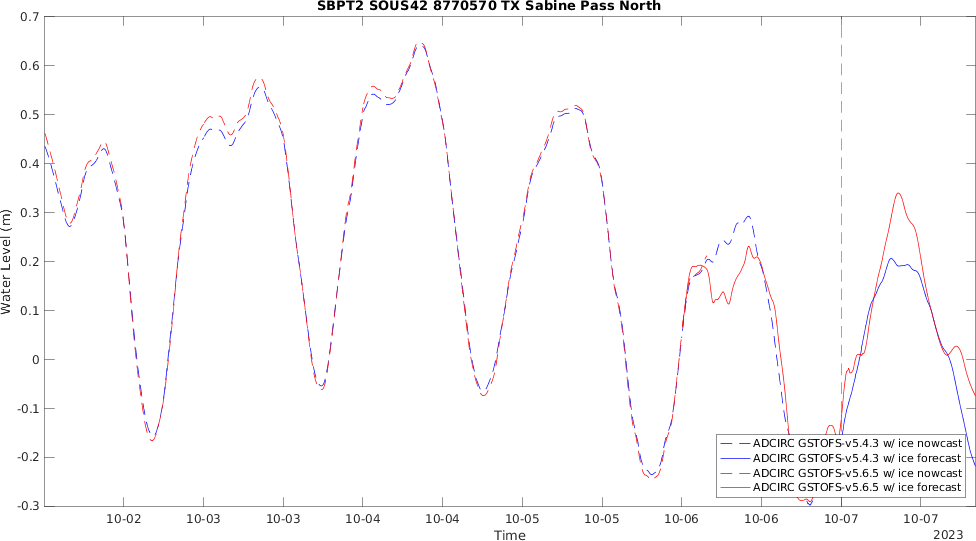 SBPT2 SOUS42 8770570 TX Sabine Pass North
0.7
0.6
0.5
0.4
0.3
0.2
0.1
0
-0.1
-0.2
-0.3
Water Level (m)
ADCIRC GSTOFS-v5.4.3 w/ ice nowcast
ADCIRC GSTOFS-v5.4.3 w/ ice forecast
ADCIRC GSTOFS-v5.6.5 w/ ice nowcast
ADCIRC GSTOFS-v5.6.5 w/ ice forecast
10-02 10-03 10-03 10-04 10-04 10-05 10-05 10-06 10-06 10-07 10-07
Time
2023